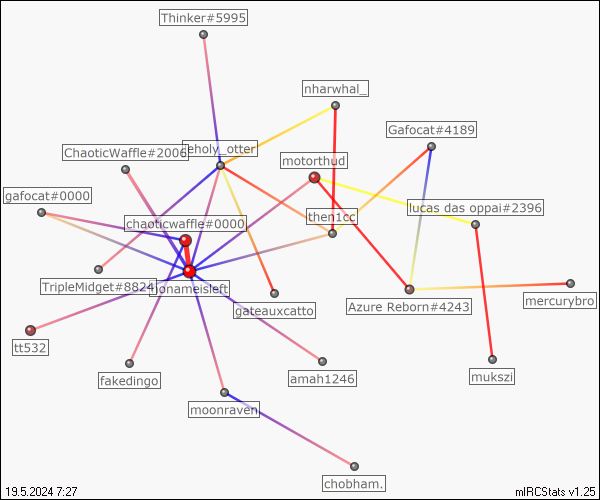 Thinker#5995
nharwhal_
Gafocat#4189
eholy_otter
ChaoticWaffle#2006
motorthud
gafocat#0000
lucas das oppai#2396
chaoticwaffle#0000
then1cc
TripleMidget#8824
jonameisleft
gateauxcatto
Azure Reborn#4243
mercurybro
tt532
fakedingo
amah1246
mukszi
moonraven
chobham.
19.5.2024 7:27
mIRCStats v1.25